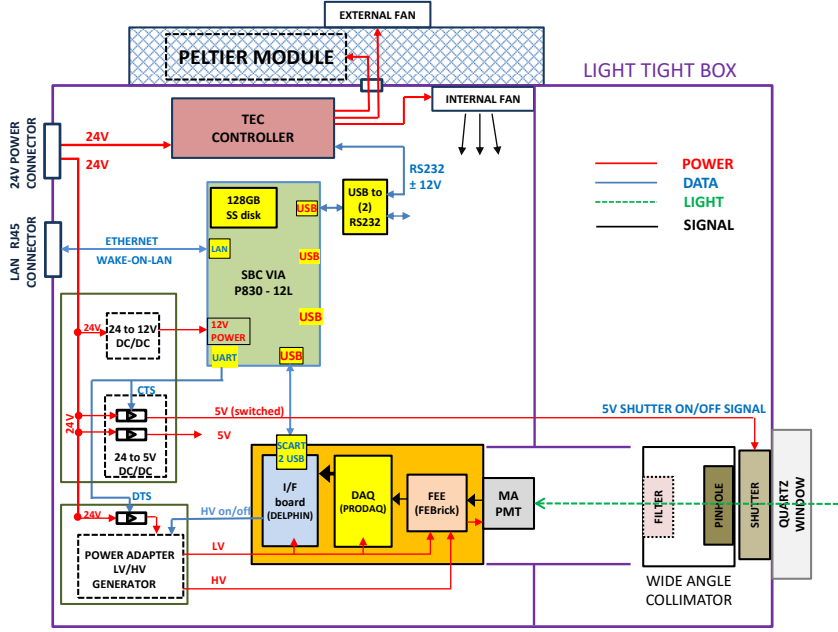 EXTERNAL FAN
PELTIER MODULE
LIGHT TIGHT BOX
INTERNAL FAN
TEC
CONTROLLER
24V POWER
CONNECTOR
24V
24V
RS232
± 12V
POWER
DATA
LIGHT
SIGNAL
128GB
SS disk
USB
USB to
(2)
RS232
LAN RJ45
CONNECTOR
ETHERNET
WAKE-ON-LAN
LAN
USB
SBC VIA
P830 - 12L
USB
24V
24 to 12V
DC/DC
12V
POWER
UART
USB
CTS
24V
5V (switched)
5V
24 to 5V
DC/DC
5V SHUTTER ON/OFF SIGNAL
SCART
2 USB
I/F
board
(DELPHIN)
DAQ
(PRODAQ)
FEE
(FEBrick)
MA
PMT
FILTER
PINHOLE
SHUTTER
QUARTZ
WINDOW
WIDE ANGLE
COLLIMATOR
DTS
24V
HV on/off
POWER ADAPTER
LV/HV
GENERATOR
LV
HV